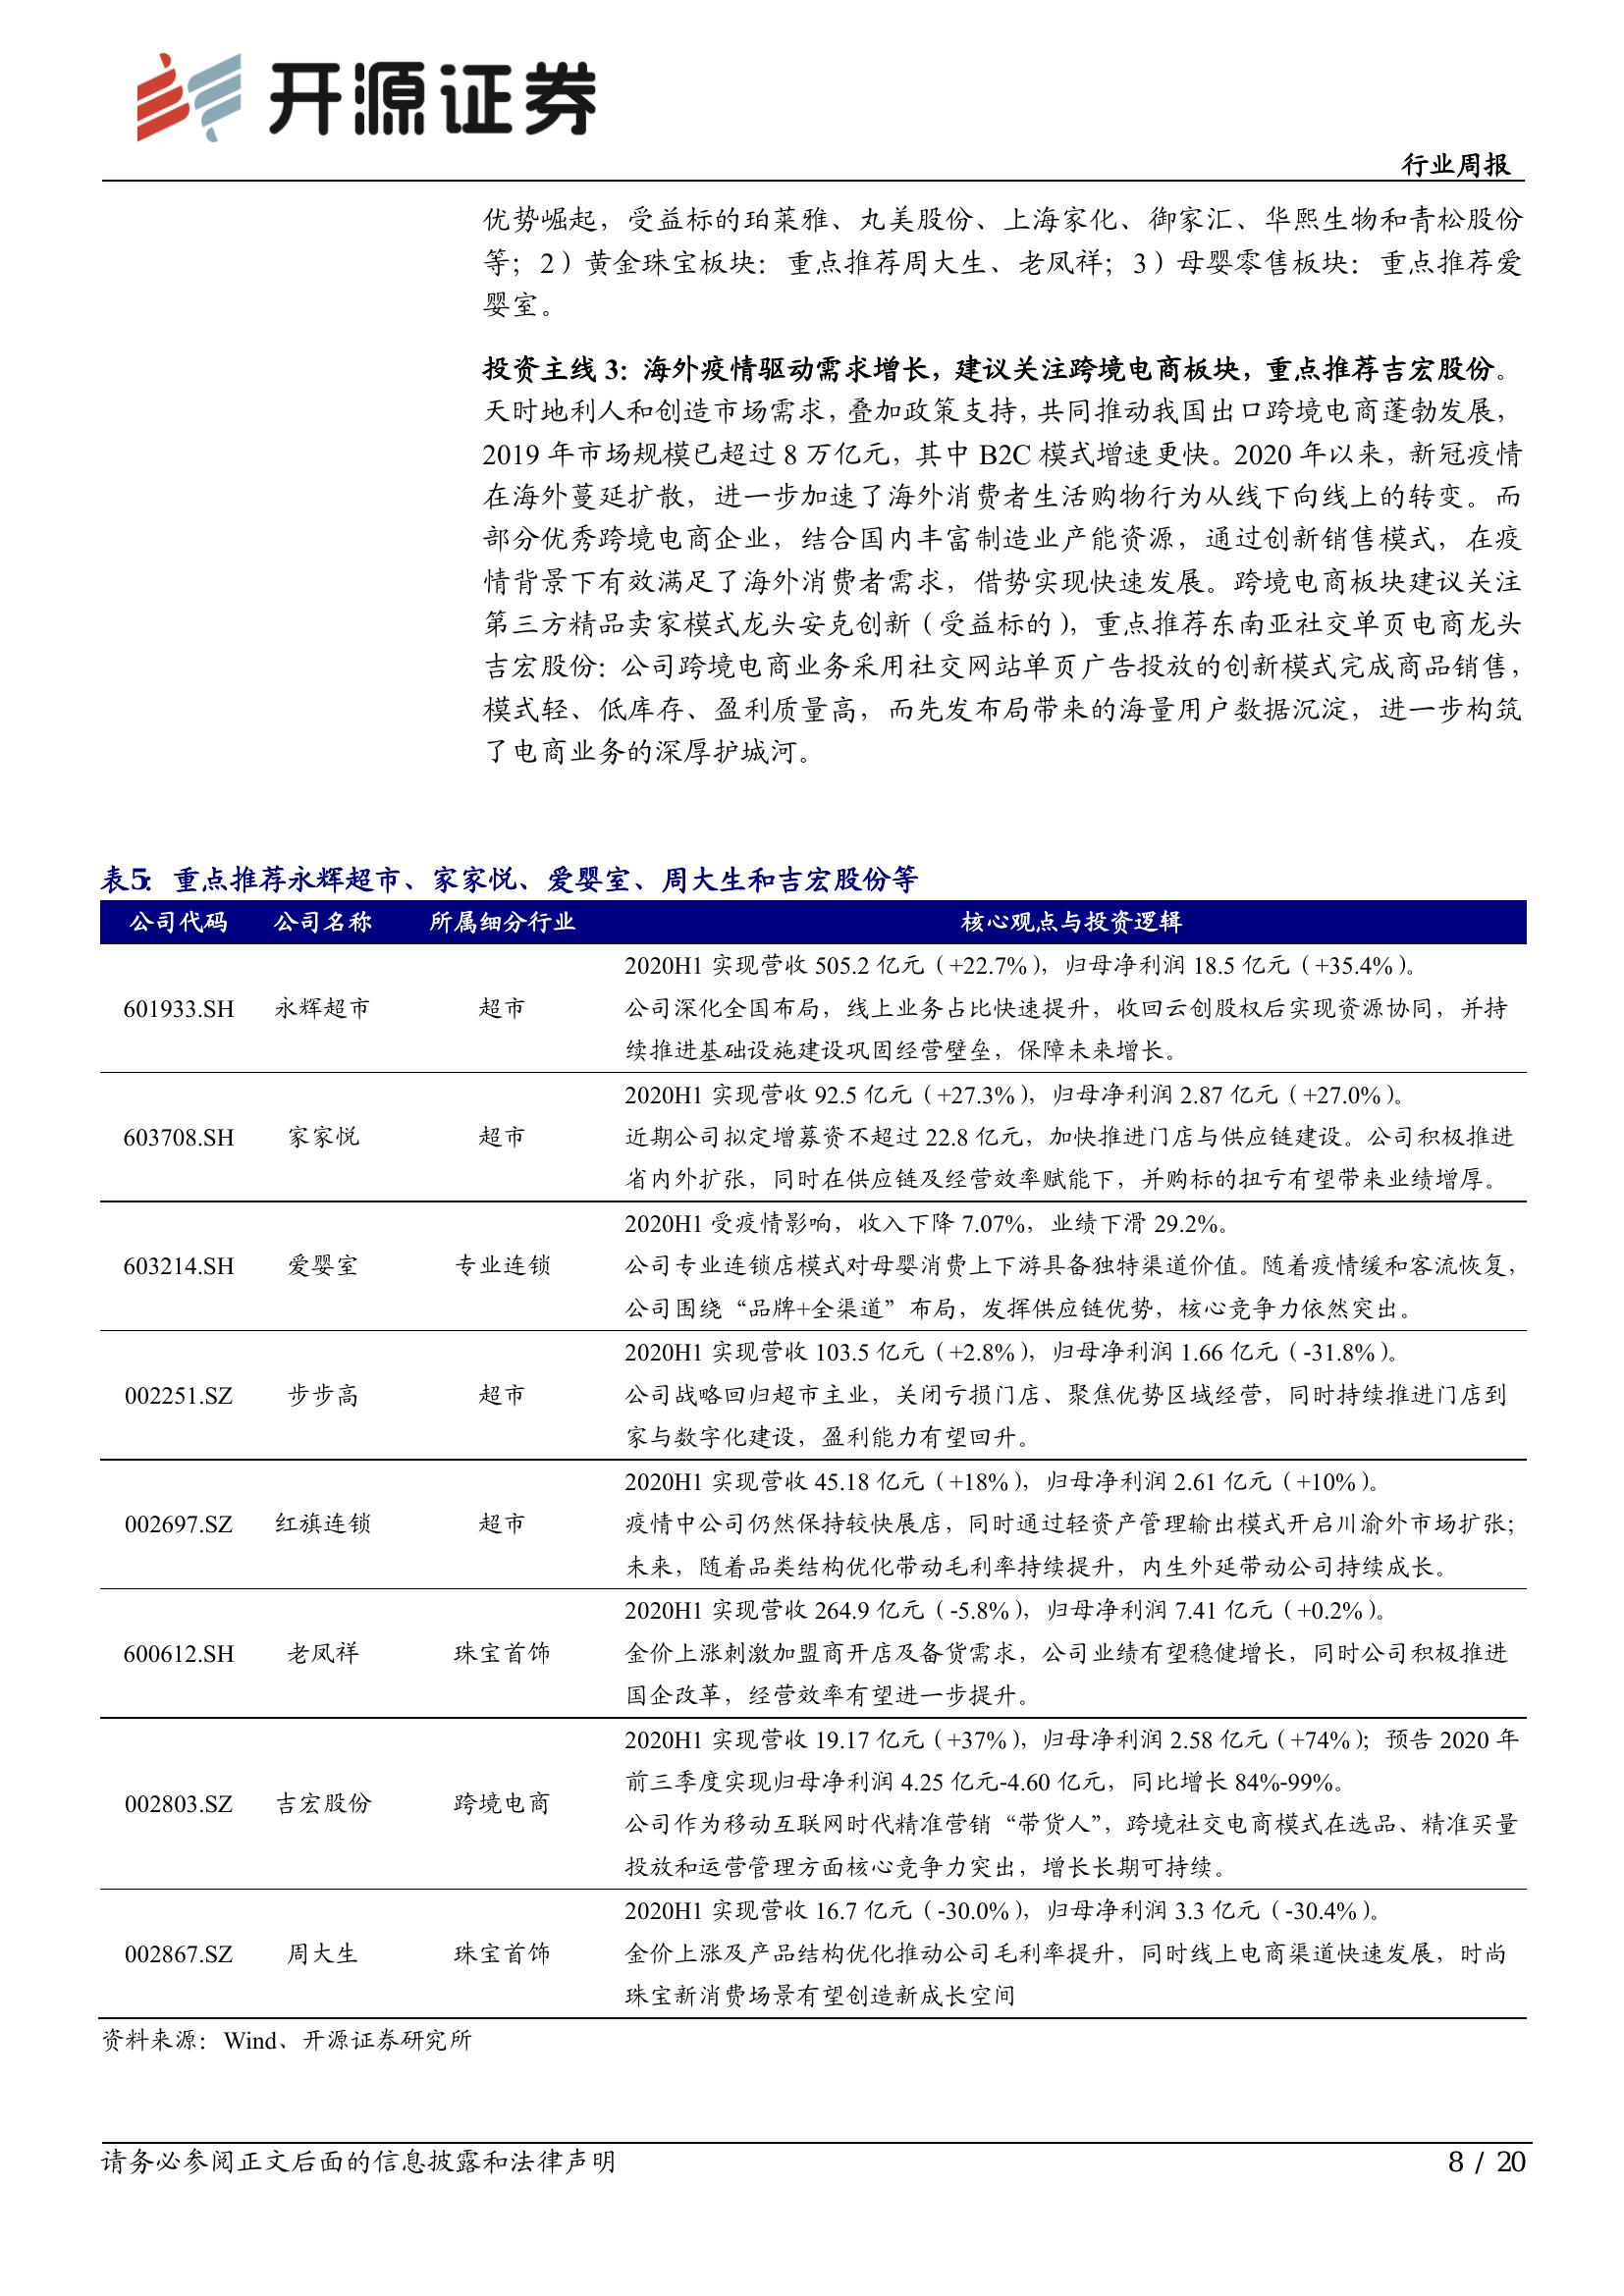 开源证券
行业周报
优势崛起，受益标的珀莱雅、丸美股份、上海家化、御家汇、华熙生物和青松股份
等；2）黄金珠宝板块：重点推荐周大生、老凤祥；3）母婴零售板块：重点推荐爱
婴室。
投资主线 3：海外疫情驱动需求增长，建议关注跨境电商板块，重点推荐吉宏股份。
天时地利人和创造市场需求，叠加政策支持，共同推动我国出口跨境电商蓬勃发展，
2019 年市场规模已超过 8 万亿元，其中 B2C 模式增速更快。2020 年以来，新冠疫情
在海外蔓延扩散，进一步加速了海外消费者生活购物行为从线下向线上的转变。而
部分优秀跨境电商企业，结合国内丰富制造业产能资源，通过创新销售模式，在疫
情背景下有效满足了海外消费者需求，借势实现快速发展。跨境电商板块建议关注
第三方精品卖家模式龙头安克创新（受益标的），重点推荐东南亚社交单页电商龙头
吉宏股份：公司跨境电商业务采用社交网站单页广告投放的创新模式完成商品销售，
模式轻、低库存、盈利质量高，而先发布局带来的海量用户数据沉淀，进一步构筑
了电商业务的深厚护城河。
表5：重点推荐永辉超市、家家悦、爱婴室、周大生和吉宏股份等
公司代码 公司名称 所属细分行业 核心观点与投资逻辑
2020H1 实现营收 505.2 亿元（+22.7%），归母净利润 18.5 亿元（+35.4%）。
601933.SH 永辉超市 超市 公司深化全国布局，线上业务占比快速提升，收回云创股权后实现资源协同，并持
续推进基础设施建设巩固经营壁垒，保障未来增长。
2020H1 实现营收 92.5 亿元（+27.3%），归母净利润 2.87 亿元（+27.0%）。
603708.SH 家家悦 超市 近期公司拟定增募资不超过 22.8 亿元，加快推进门店与供应链建设。公司积极推进
省内外扩张，同时在供应链及经营效率赋能下，并购标的扭亏有望带来业绩增厚。
2020H1 受疫情影响，收入下降 7.07%，业绩下滑 29.2%。
603214.SH 爱婴室 专业连锁 公司专业连锁店模式对母婴消费上下游具备独特渠道价值。随着疫情缓和客流恢复，
公司围绕“品牌+全渠道”布局，发挥供应链优势，核心竞争力依然突出。
2020H1 实现营收 103.5 亿元（+2.8%），归母净利润 1.66 亿元（-31.8%）。
002251.SZ 步步高 超市 公司战略回归超市主业，关闭亏损门店、聚焦优势区域经营，同时持续推进门店到
家与数字化建设，盈利能力有望回升。
2020H1 实现营收 45.18 亿元（+18%），归母净利润 2.61 亿元（+10%）。
002697.SZ 红旗连锁 超市 疫情中公司仍然保持较快展店，同时通过轻资产管理输出模式开启川渝外市场扩张；
未来，随着品类结构优化带动毛利率持续提升，内生外延带动公司持续成长。
2020H1 实现营收 264.9 亿元（-5.8%），归母净利润 7.41 亿元（+0.2%）。
600612.SH 老凤祥 珠宝首饰 金价上涨刺激加盟商开店及备货需求，公司业绩有望稳健增长，同时公司积极推进
国企改革，经营效率有望进一步提升。
2020H1 实现营收 19.17 亿元（+37%），归母净利润 2.58 亿元（+74%）；预告 2020 年
前三季度实现归母净利润 4.25 亿元-4.60 亿元，同比增长 84%-99%。
002803.SZ 吉宏股份 跨境电商 公司作为移动互联网时代精准营销“带货人”，跨境社交电商模式在选品、精准买量
投放和运营管理方面核心竞争力突出，增长长期可持续。
2020H1 实现营收 16.7 亿元（-30.0%），归母净利润 3.3 亿元（-30.4%）。
002867.SZ 周大生 珠宝首饰 金价上涨及产品结构优化推动公司毛利率提升，同时线上电商渠道快速发展，时尚
珠宝新消费场景有望创造新成长空间
资料来源：Wind、开源证券研究所
请务必参阅正文后面的信息披露和法律声明 8 / 20